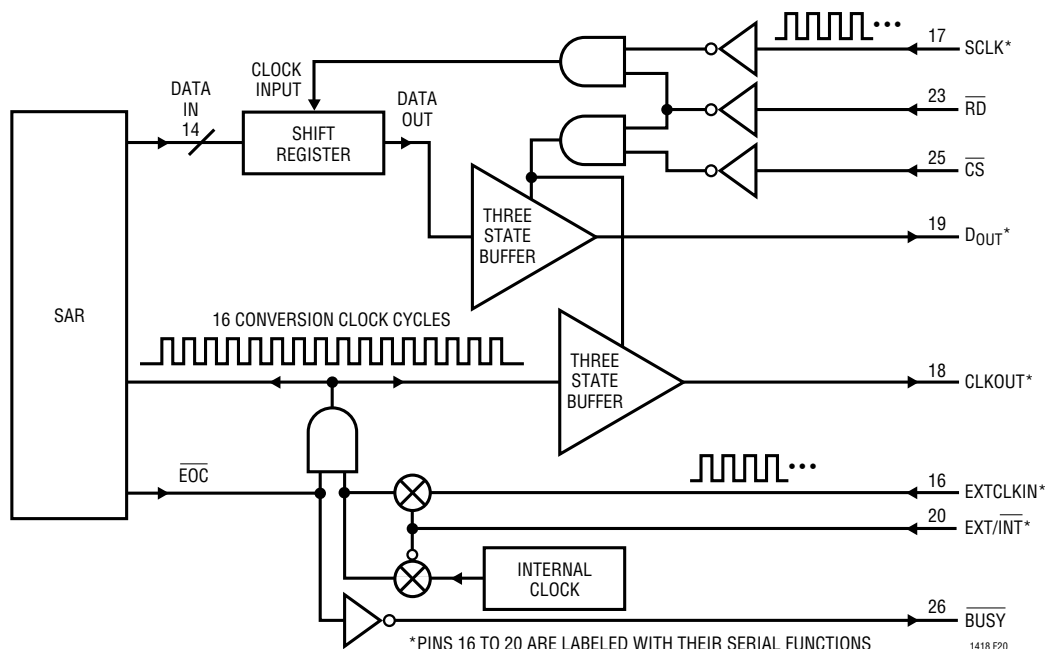 17 SCLK*
CLOCK
INPUT
DATA
IN
14
DATA
OUT
23 RD
SHIFT
REGISTER
25 CS
THREE
STATE
BUFFER
19 DOUT*
SAR
16 CONVERSION CLOCK CYCLES
THREE
STATE
BUFFER
18 CLKOUT*
EOC
16 EXTCLKIN*
20 EXT/INT*
INTERNAL
CLOCK
26 BUSY
*PINS 16 TO 20 ARE LABELED WITH THEIR SERIAL FUNCTIONS
1418 F20